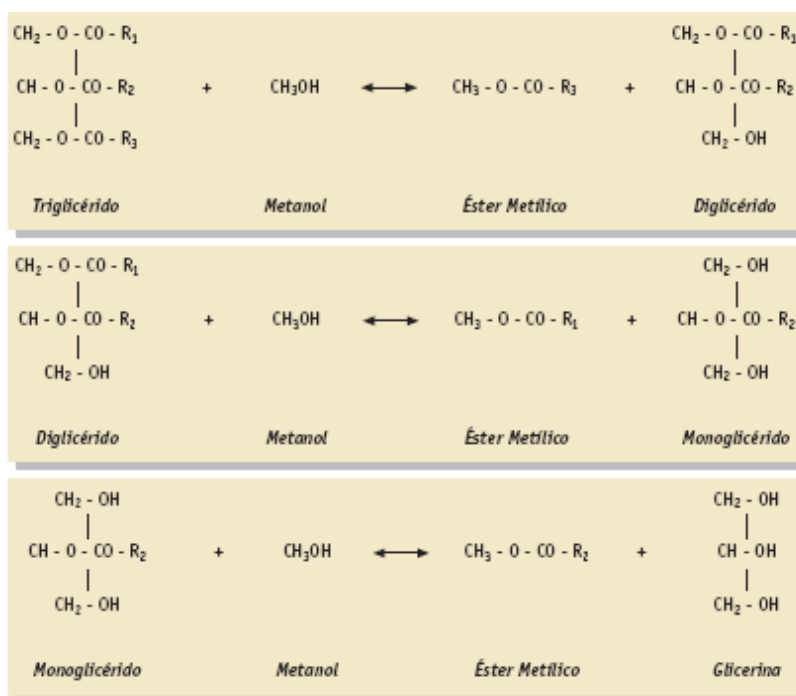 CH₂ - O - CO - R₁ CH₂ - O - CO - R₁
CH - O - CO - R₂ + CH₃OH ⟷ CH₃ - O - CO - R₃ + CH - O - CO - R₂
CH₂ - O - CO - R₃ CH₂ - OH
Triglicérido Metanol Éster Metílico Diglicérido
CH₂ - O - CO - R₁ CH₂ - OH
CH - O - CO - R₂ + CH₃OH ⟷ CH₃ - O - CO - R₁ + CH - O - CO - R₂
CH₂ - OH CH₂ - OH
Diglicérido Metanol Éster Metílico Monoglicérido
CH₂ - OH CH₂ - OH
CH - O - CO - R₂ + CH₃OH ⟷ CH₃ - O - CO - R₂ + CH - OH
CH₂ - OH CH₂ - OH
Monoglicérido Metanol Éster Metílico Glicerina